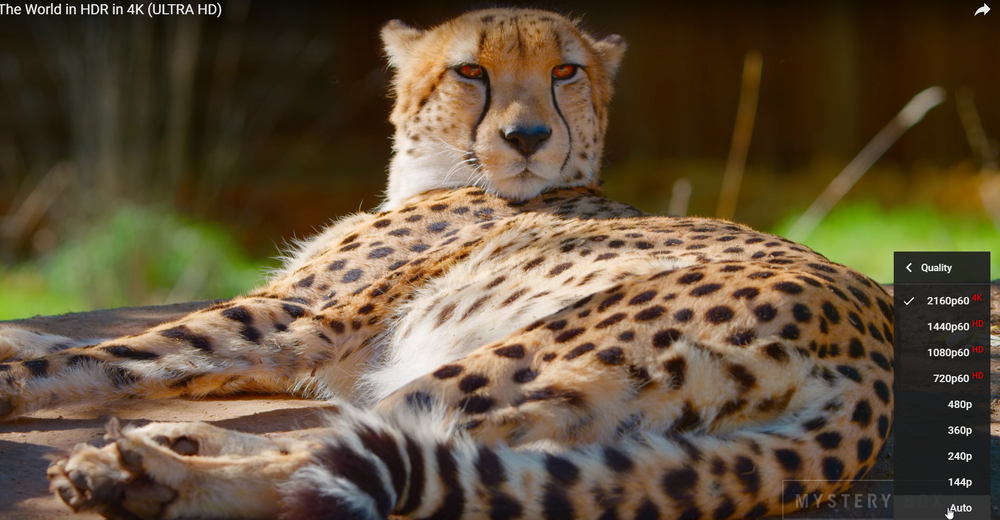 The World in HDR in 4K (ULTRA HD)
Quality
2160p60 4K
1440p60 HD
1080p60 HD
720p60 HD
480p
360p
240p
144p
Auto
MYSTERY BOX